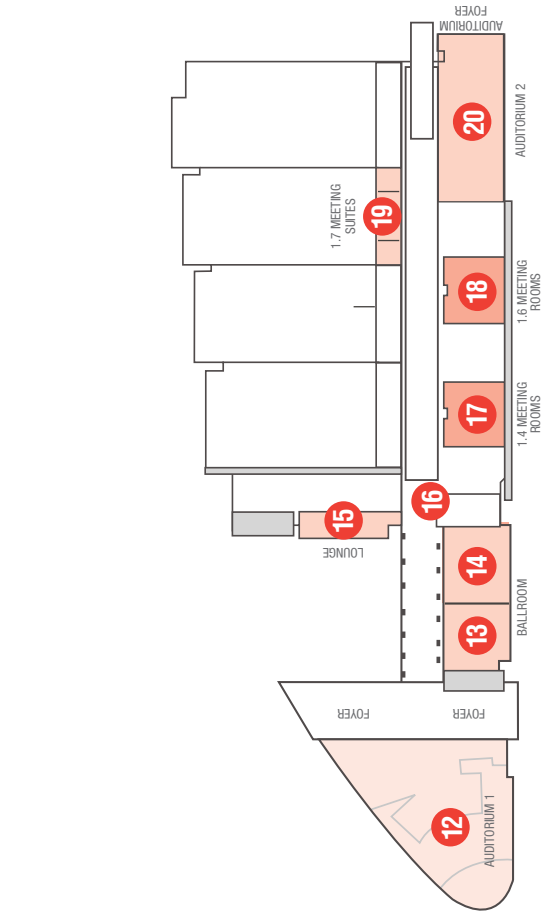 AUDITORIUM
FOYER
20
AUDITORIUM 2
1.7 MEETING
SUITES
19
18
1.6 MEETING
ROOMS
17
1.4 MEETING
ROOMS
16
15
LOUNGE
14
13
BALLROOM
FOYER
FOYER
12
AUDITORIUM 1